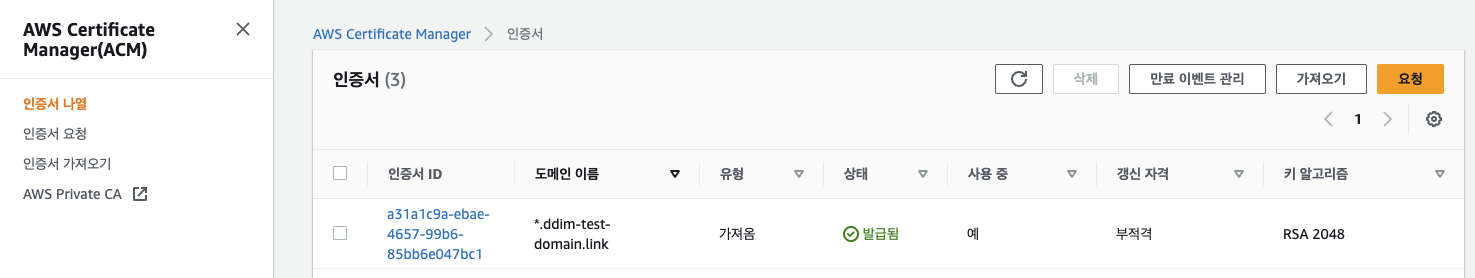 AWS Certificate
Manager(ACM)
인증서 나열
인증서 요청
인증서 가져오기
AWS Private CA
AWS Certificate Manager > 인증서
인증서 (3)
삭제 만료 이벤트 관리 가져오기 요청
1
인증서 ID 도메인 이름 유형 상태 사용 중 갱신 자격 키 알고리즘
a31a1c9a-ebae-
4657-99b6-
85bb6e047bc1
*.ddim-test-
domain.link
가져옴 발급됨 예 부적격 RSA 2048